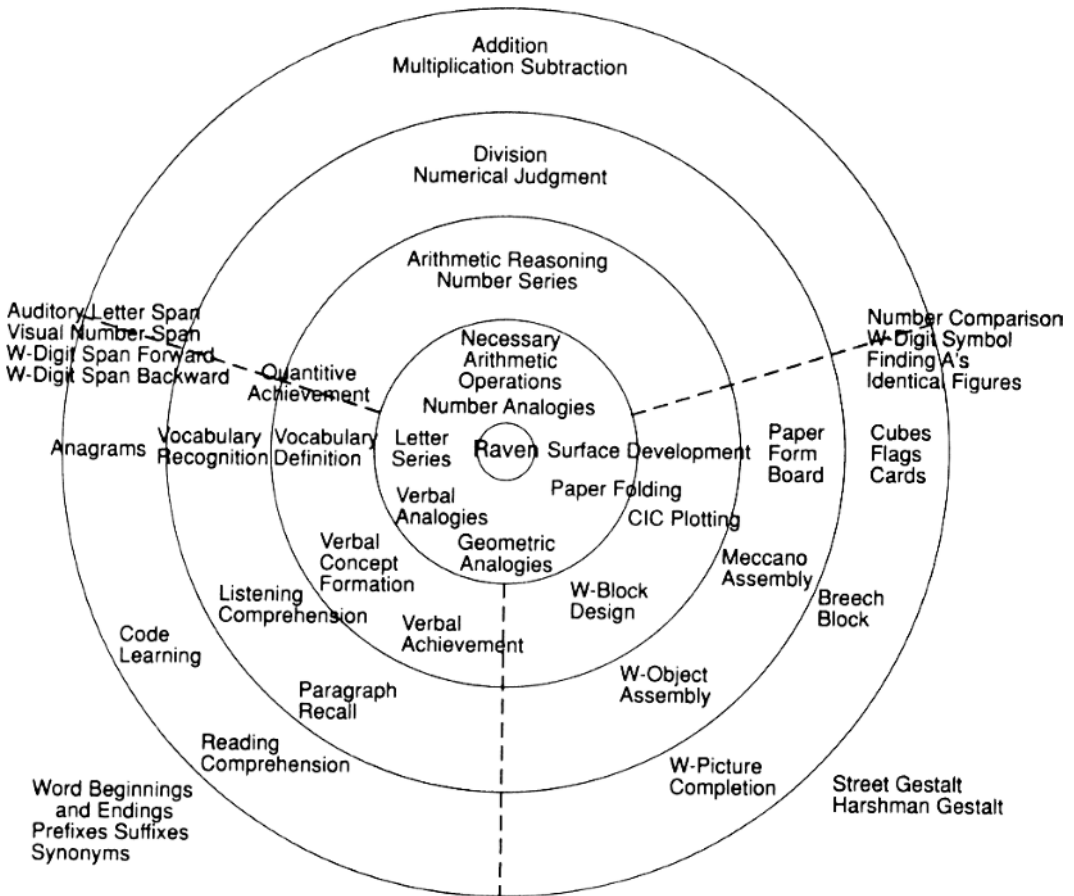 Addition
Multiplication Subtraction
Division
Numerical Judgment
Arithmetic Reasoning
Number Series
Auditory Letter Span
Visual Number Span
W-Digit Span Forward
W-Digit Span Backward
Number Comparison
W-Digit Symbol
Finding A's
Identical Figures
Necessary
Arithmetic
Operations
Number Analogies
Quantitive
Achievement
Anagrams
Vocabulary
Recognition
Vocabulary
Definition
Letter
Series
Raven
Surface Development
Paper
Form
Board
Cubes
Flags
Cards
Verbal
Analogies
Paper Folding
CIC Plotting
Geometric
Analogies
Verbal
Concept
Formation
Meccano
Assembly
W-Block
Design
Breech
Block
Listening
Comprehension
Verbal
Achievement
Code
Learning
W-Object
Assembly
Paragraph
Recall
Reading
Comprehension
W-Picture
Completion
Street Gestalt
Harshman Gestalt
Word Beginnings
and Endings
Prefixes Suffixes
Synonyms